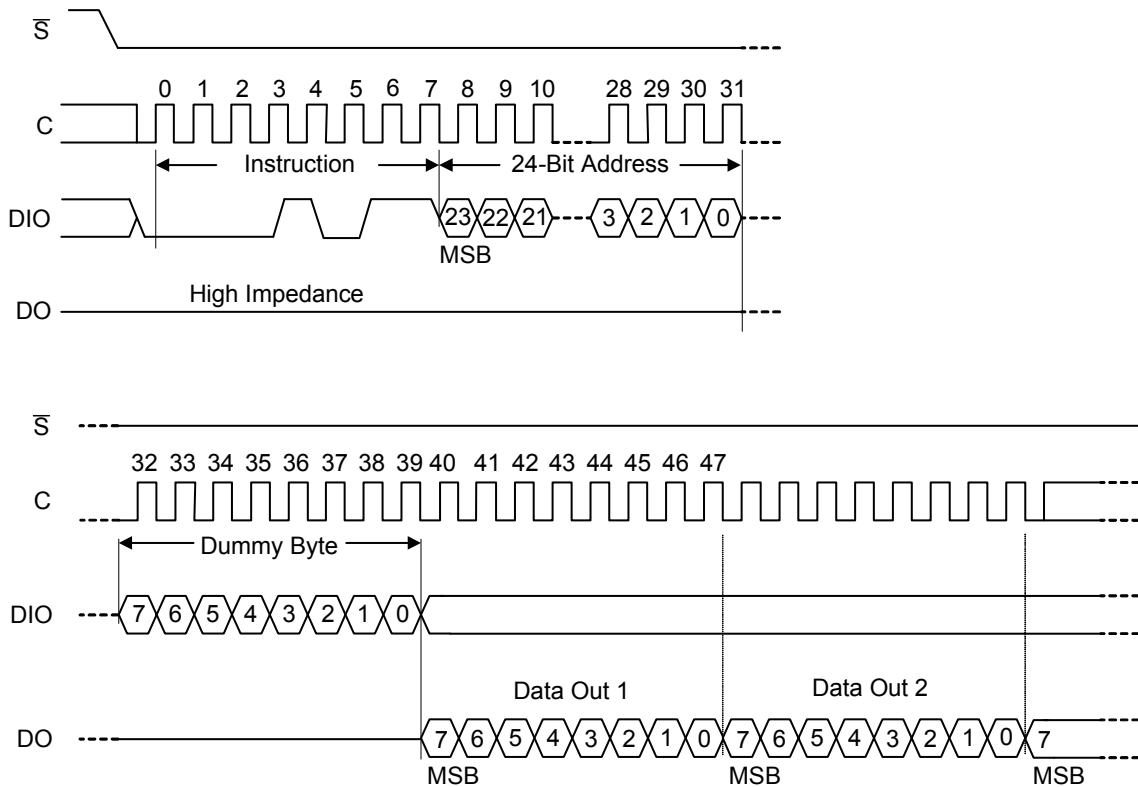 S̅
0 1 2 3 4 5 6 7 8 9 10 28 29 30 31
C
Instruction 24-Bit Address
DIO 23 22 21 3 2 1 0
MSB
High Impedance
DO
S̅
32 33 34 35 36 37 38 39 40 41 42 43 44 45 46 47
C
Dummy Byte
DIO 7 6 5 4 3 2 1 0
Data Out 1 Data Out 2
DO 7 6 5 4 3 2 1 0 7 6 5 4 3 2 1 0 7
MSB MSB MSB